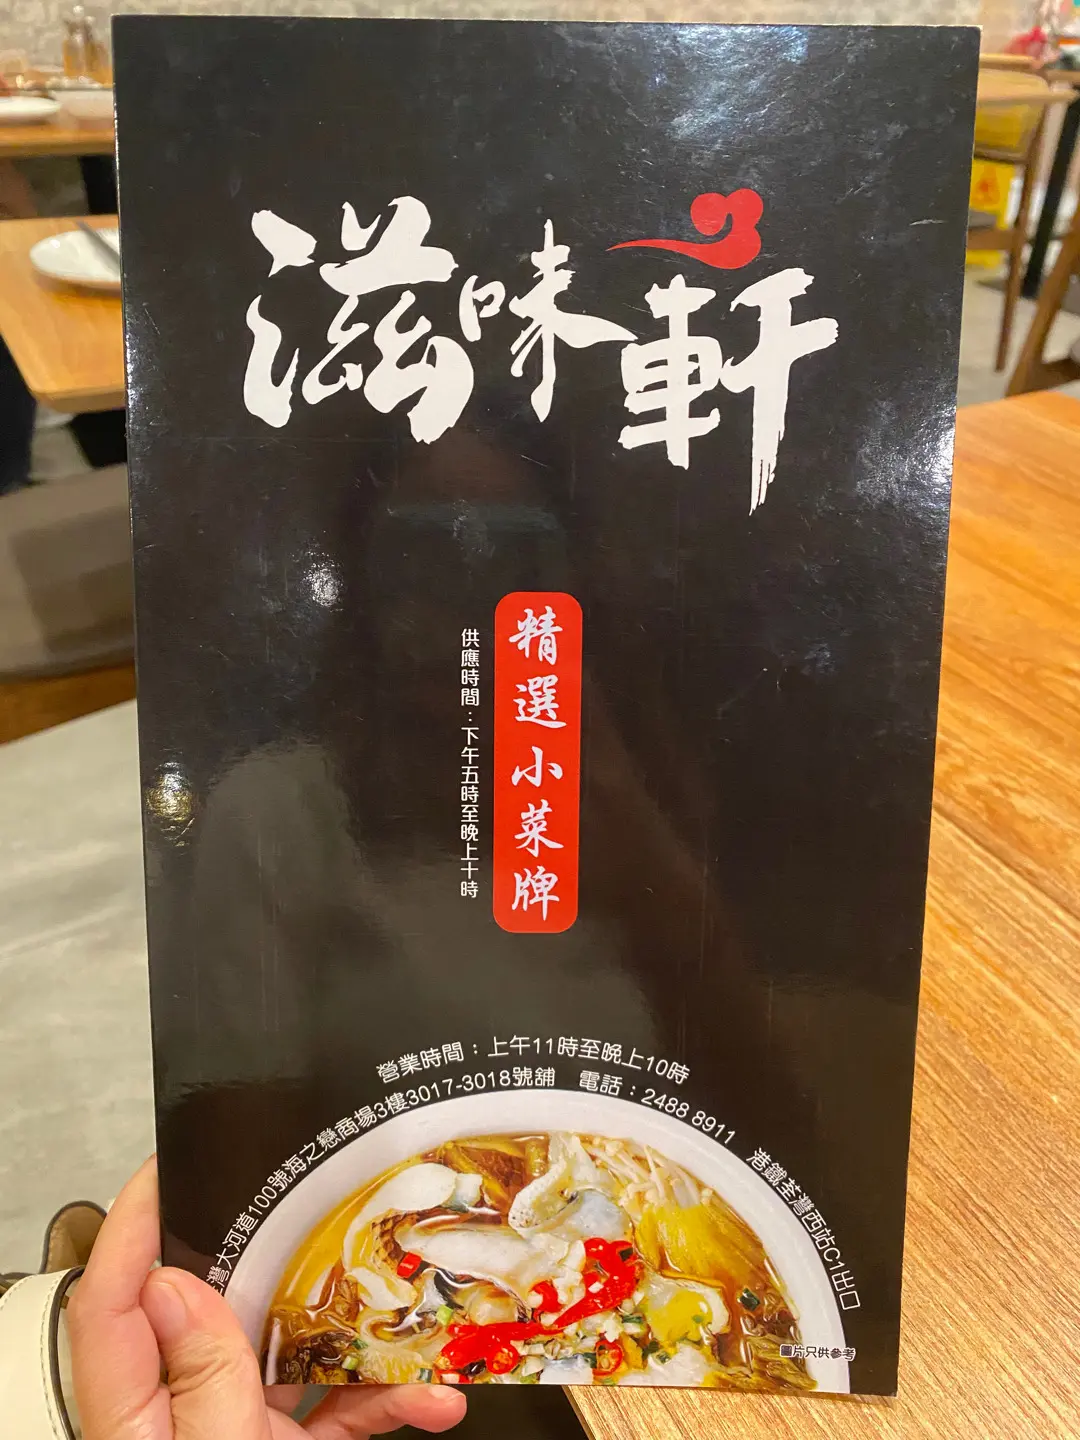 滋味軒
精選小菜牌
供應時間：下午五時至晚上十時
營業時間：上午11時至晚上10時
灣大河道100號海之戀商場3樓3017-3018號舖 電話：2488 8911 港鐵荃灣西站C1出口
圖片只供參考